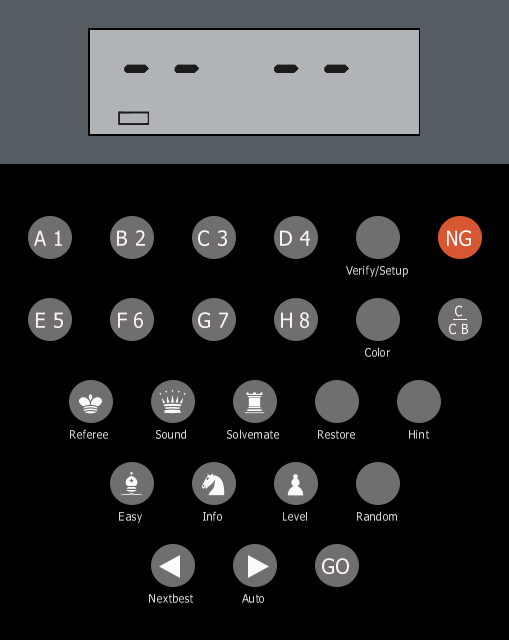 A 1 B 2 C 3 D 4 NG
Verify/Setup
E 5 F 6 G 7 H 8 C
C B
Color
Referee Sound Solvemate Restore Hint
Easy Info Level Random
GO
Nextbest Auto